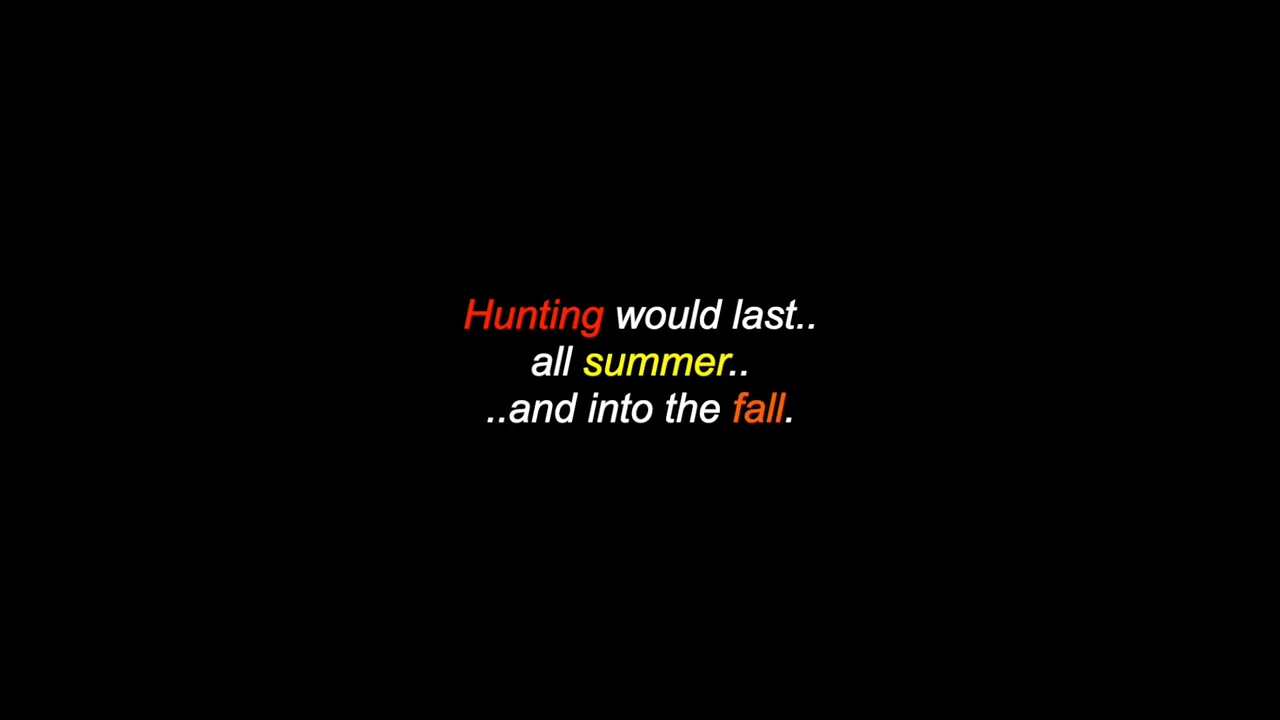 Hunting would last..
all summer..
..and into the fall.